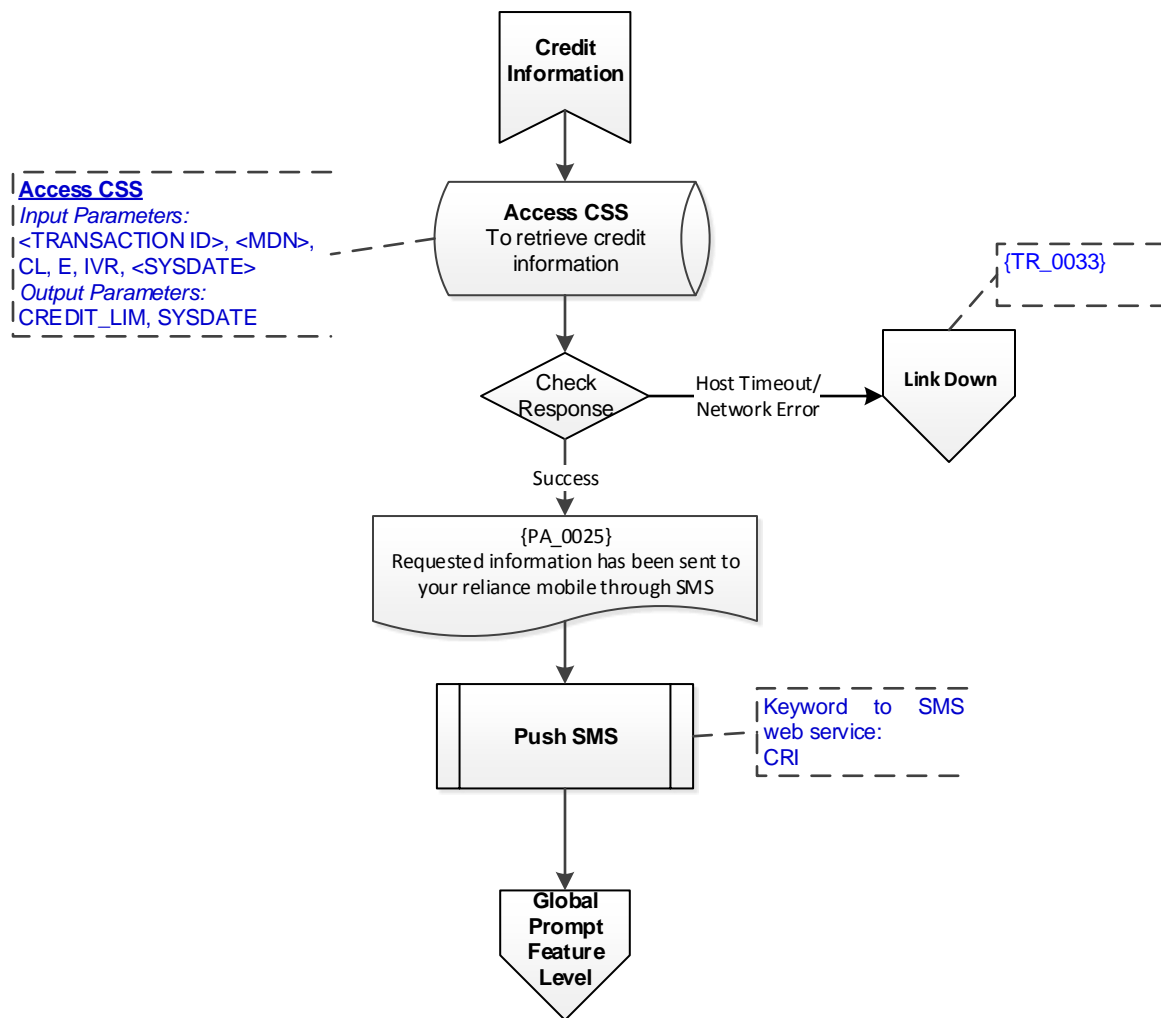 Credit
Information
Access CSS
Input Parameters:
<TRANSACTION ID>, <MDN>,
CL, E, IVR, <SYSDATE>
Output Parameters:
CREDIT_LIM, SYSDATE
Access CSS
To retrieve credit
information
{TR_0033}
Link Down
Check
Response
Host Timeout/
Network Error
Success
{PA_0025}
Requested information has been sent to
your reliance mobile through SMS
Push SMS
Keyword to SMS
web service:
CRI
Global
Prompt
Feature
Level